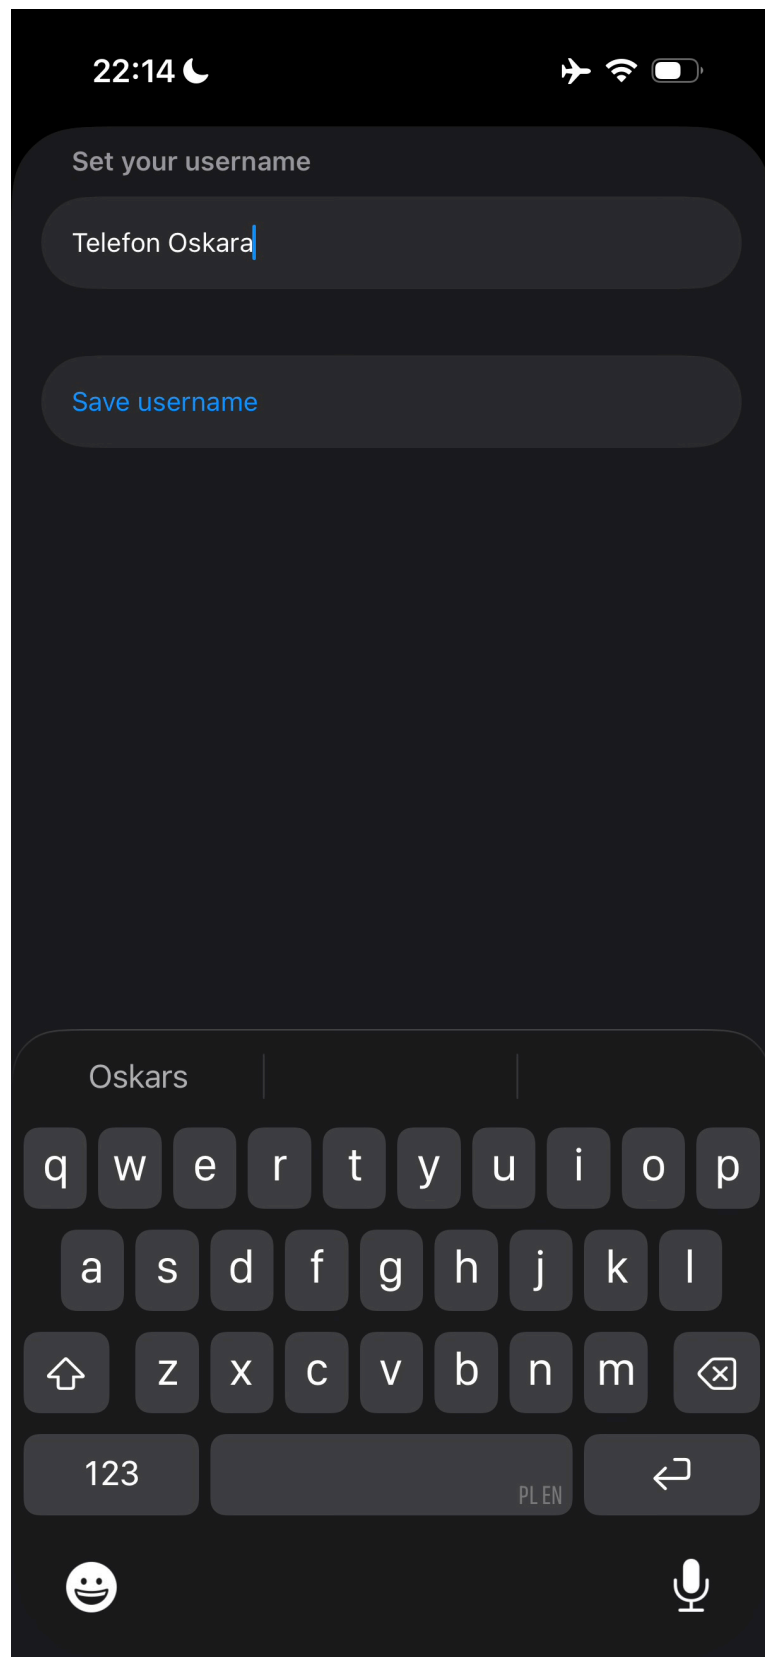 22:14
Set your username
Telefon Oskara
Save username
Oskars
q w e r t y u i o p
a s d f g h j k l
z x c v b n m
123
PL EN